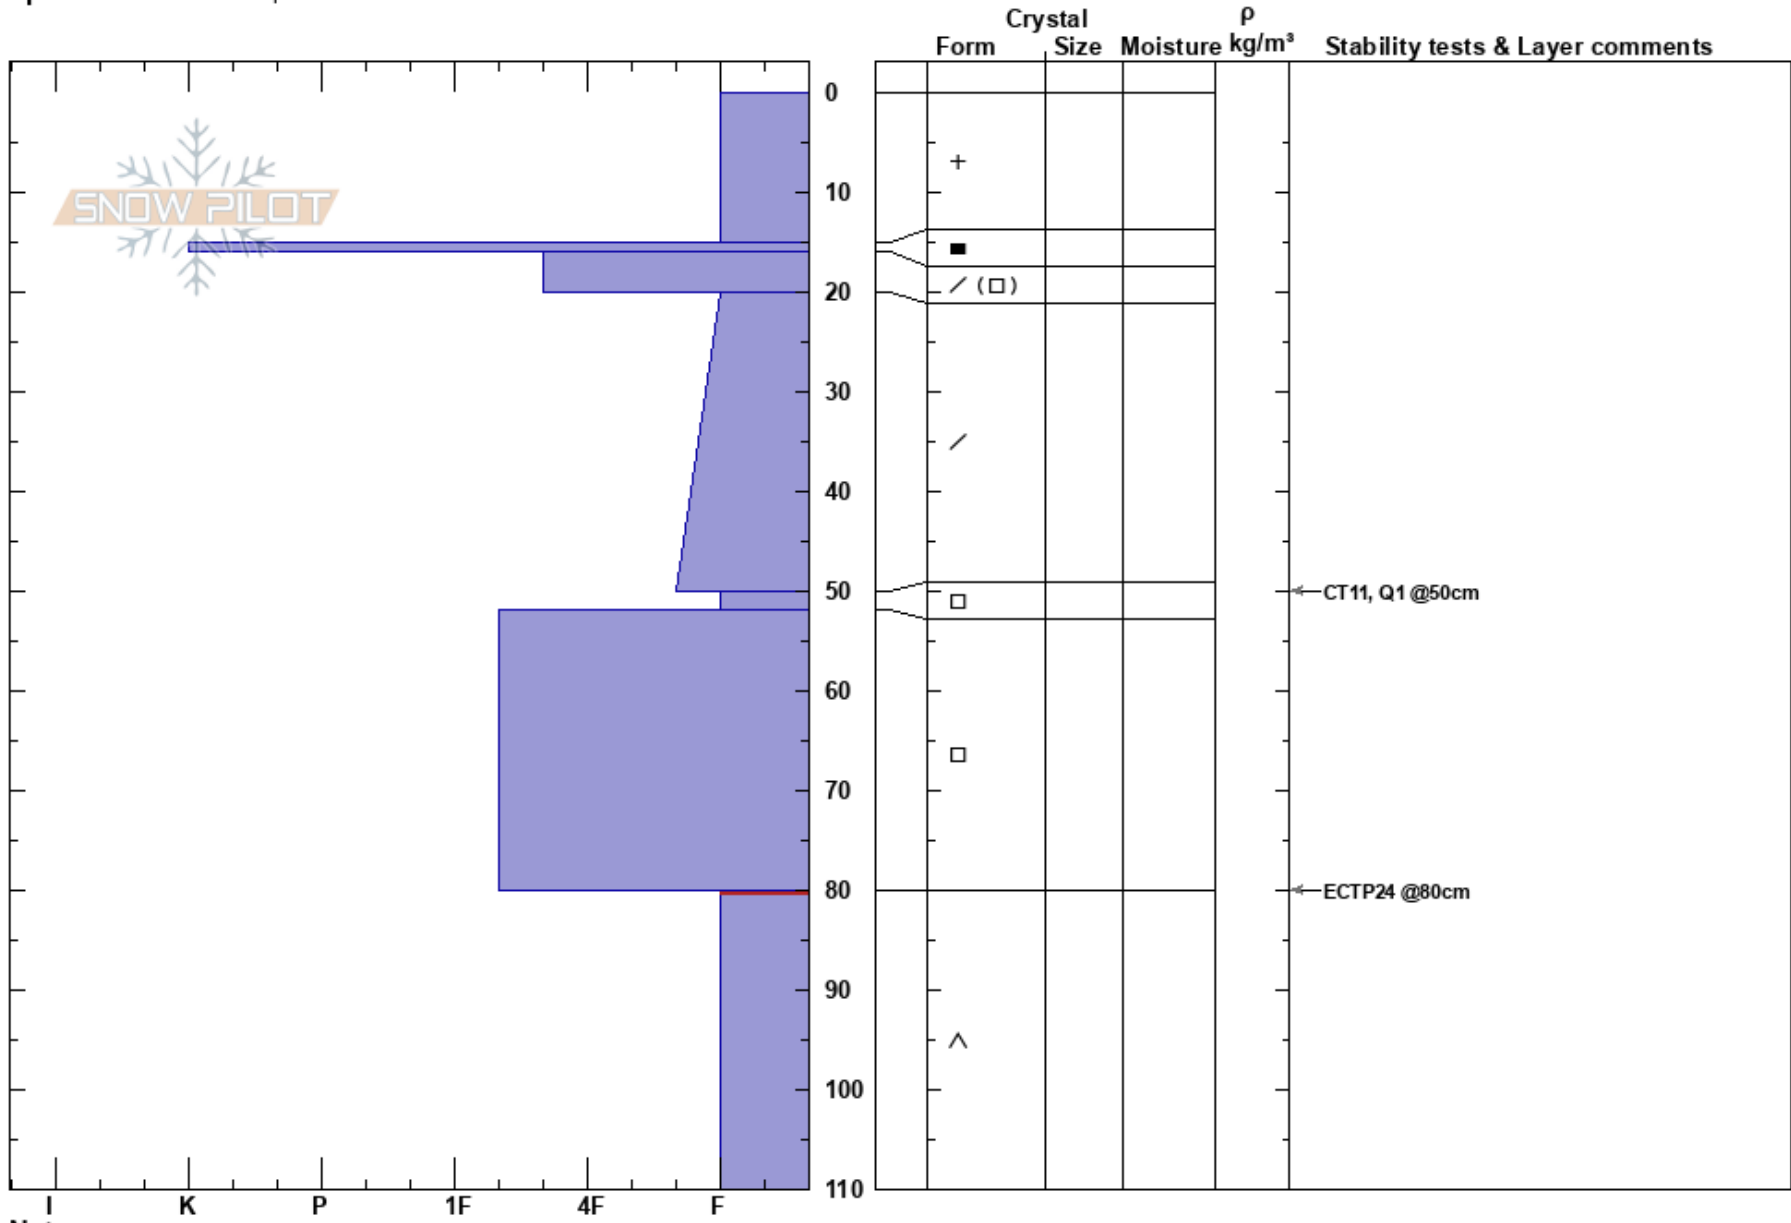 Crystal
ρ
Form Size Moisture kg/m³ Stability tests & Layer comments
SNOW PILOT
0
10
20
30
40
50
CT11, Q1 @50cm
60
70
80
ECTP24 @80cm
90
100
110
I K P 1F 4F F